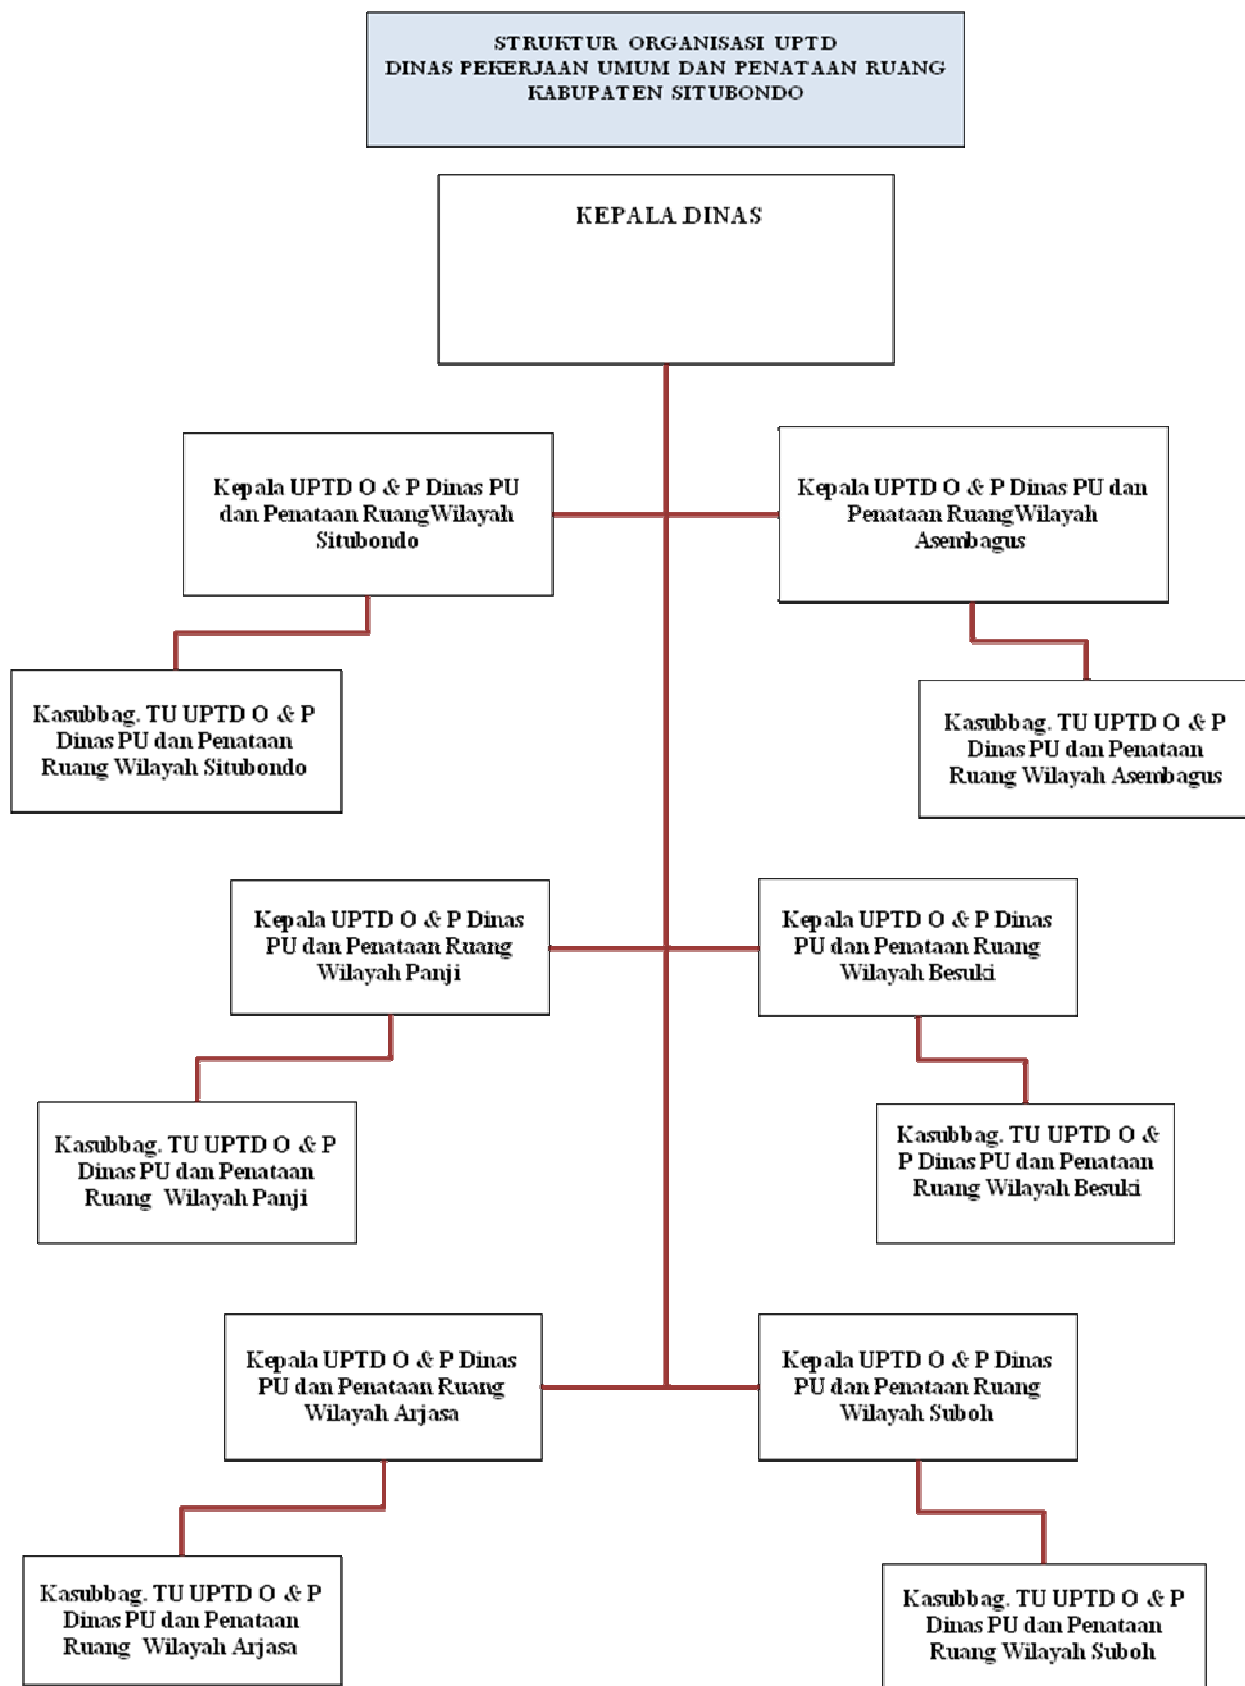 STRUKTUR ORGANISASI UPTD
DINAS PEKERJAAN UMUM DAN PENATAAN RUANG
KABUPATEN SITUBONDO
KEPALA DINAS
Kepala UPTD O & P Dinas PU
dan Penataan RuangWilayah
Situbondo
Kepala UPTD O & P Dinas PU dan
Penataan RuangWilayah
Asembagus
Kasubbag. TU UPTD O & P
Dinas PU dan Penataan
Ruang Wilayah Situbondo
Kasubbag. TU UPTD O & P
Dinas PU dan Penataan
Ruang Wilayah Asembagus
Kepala UPTD O & P Dinas
PU dan Penataan Ruang
Wilayah Panji
Kepala UPTD O & P Dinas
PU dan Penataan Ruang
Wilayah Besuki
Kasubbag. TU UPTD O & P
Dinas PU dan Penataan
Ruang Wilayah Panji
Kasubbag. TU UPTD O &
P Dinas PU dan Penataan
Ruang Wilayah Besuki
Kepala UPTD O & P Dinas
PU dan Penataan Ruang
Wilayah Arjasa
Kepala UPTD O & P Dinas
PU dan Penataan Ruang
Wilayah Suboh
Kasubbag. TU UPTD O & P
Dinas PU dan Penataan
Ruang Wilayah Arjasa
Kasubbag. TU UPTD O & P
Dinas PU dan Penataan
Ruang Wilayah Suboh